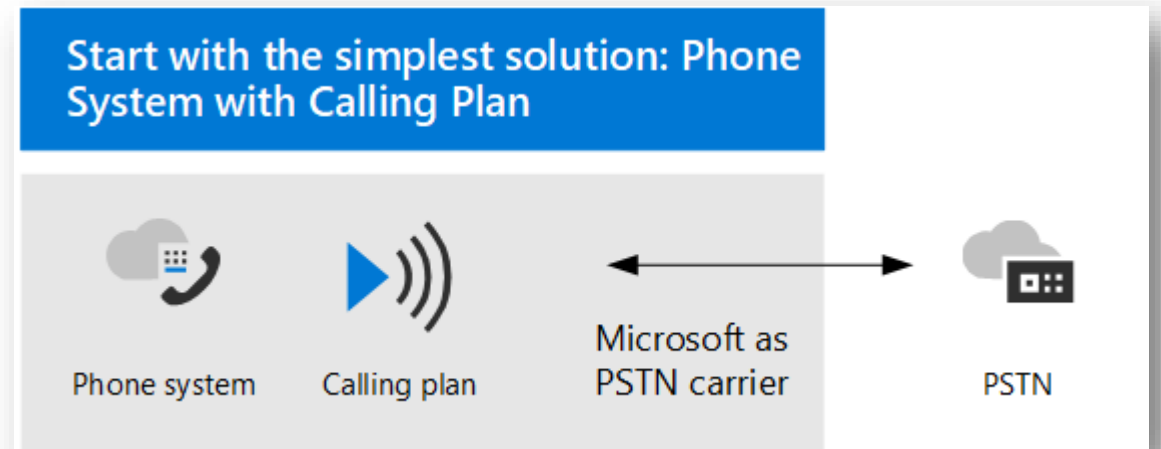 Start with the simplest solution: Phone
System with Calling Plan
Phone system
Calling plan
Microsoft as
PSTN carrier
PSTN